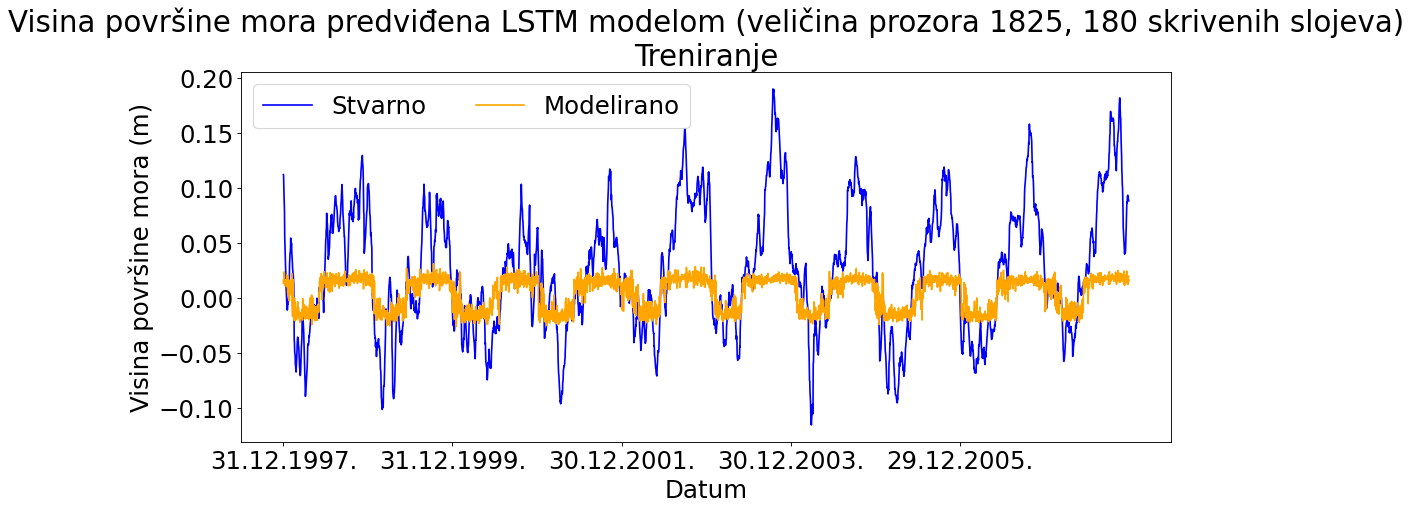 Visina površine mora predviđena LSTM modelom (veličina prozora 1825, 180 skrivenih slojeva)
Treniranje
Stvarno Modelirano
Visina površine mora (m)
0.20
0.15
0.10
0.05
0.00
−0.05
−0.10
31.12.1997. 31.12.1999. 30.12.2001. 30.12.2003. 29.12.2005.
Datum